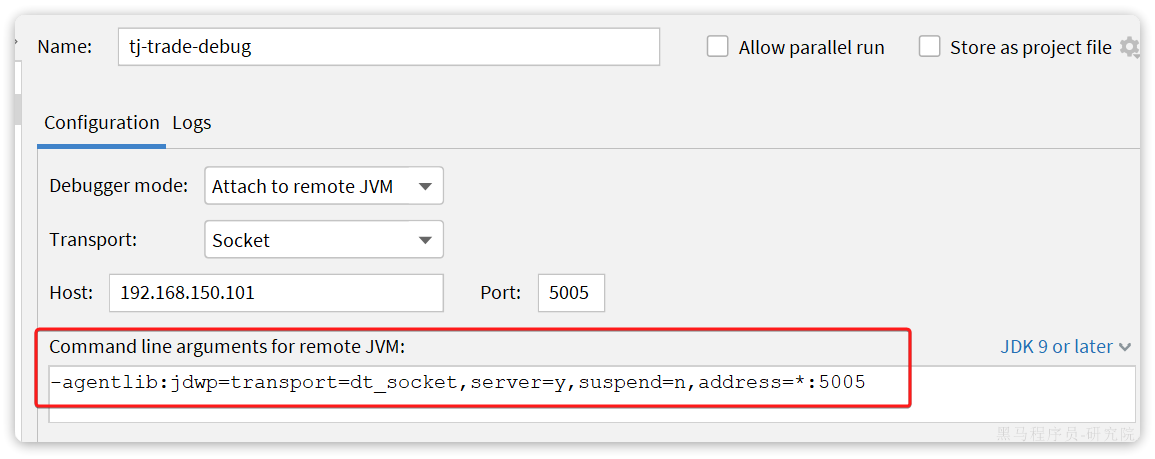 Name: tj-trade-debug Allow parallel run Store as project file
Configuration Logs
Debugger mode: Attach to remote JVM
Transport: Socket
Host: 192.168.150.101 Port: 5005
Command line arguments for remote JVM: JDK 9 or later
-agentlib:jdwp=transport=dt_socket,server=y,suspend=n,address=*:5005
黑马程序员-研究院